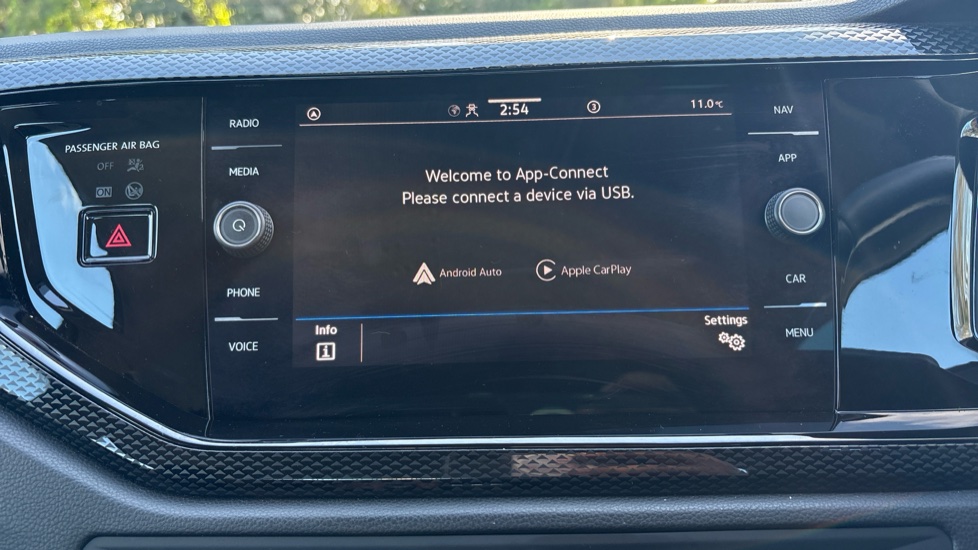 2:54
3
11.0°C
RADIO
MEDIA
PHONE
VOICE
NAV
APP
CAR
MENU
PASSENGER AIR BAG
OFF
ON
Welcome to App-Connect
Please connect a device via USB.
Android Auto
Apple CarPlay
Info
i
Settings